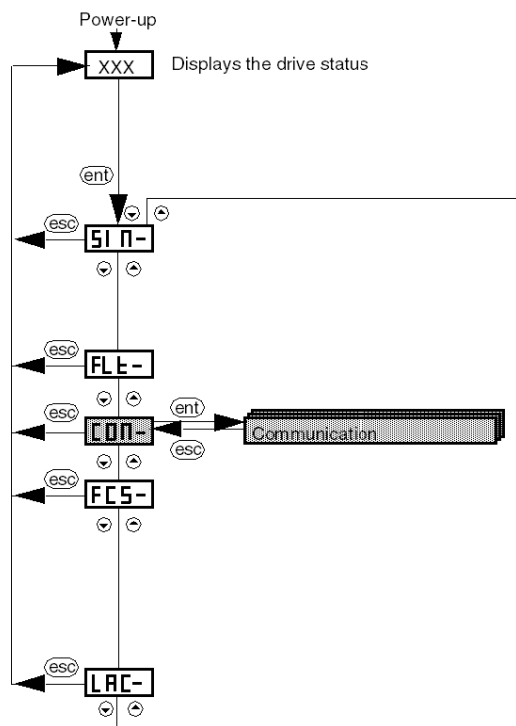 Power-up
XXX
Displays the drive status
ent
esc
SIM-
esc
FLt-
esc
COM-
ent
esc
Communication
esc
FCS-
esc
LAC-